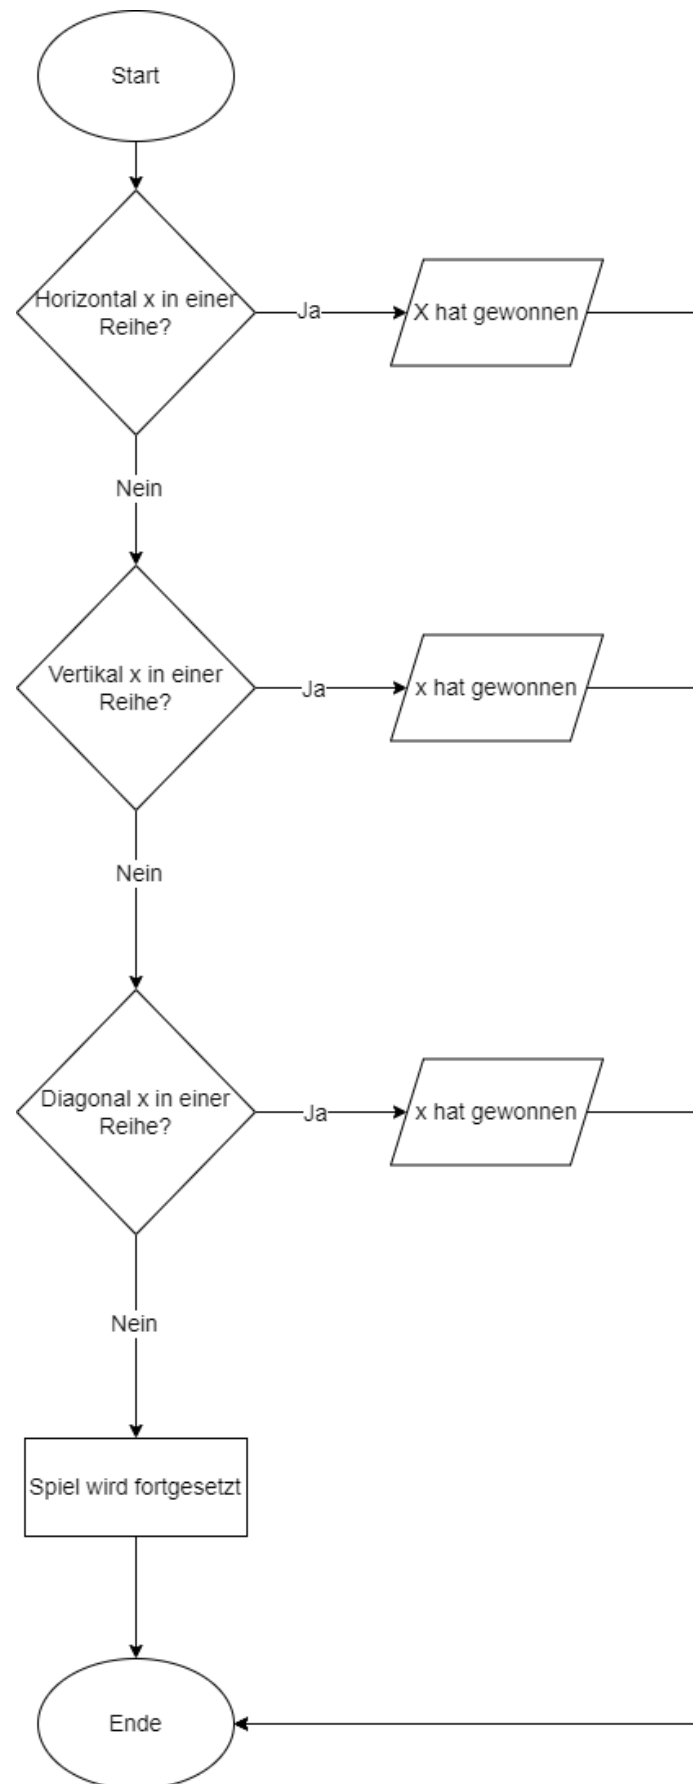 Start
Horizontal x in einer
Reihe?
Ja
X hat gewonnen
Nein
Vertikal x in einer
Reihe?
Ja
x hat gewonnen
Nein
Diagonal x in einer
Reihe?
Ja
x hat gewonnen
Nein
Spiel wird fortgesetzt
Ende